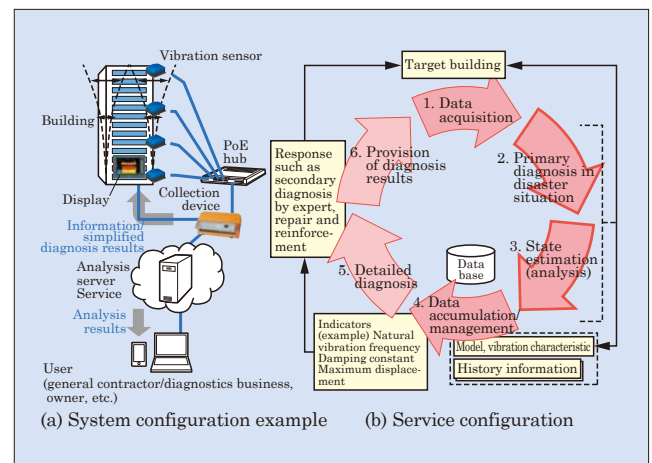 Vibration sensor
Building
PoE
hub
Display
Collection
device
Information/
simplified
diagnosis results
Analysis
server
Service
Analysis
results
User
(general contractor/diagnostics business,
owner, etc.)
(a) System configuration example
Target building
1. Data
acquisition
2. Primary
diagnosis in
disaster
situation
3. State
estimation
(analysis)
Data
base
4. Data
accumulation/
management
5. Detailed
diagnosis
6. Provision
of diagnosis
results
Response
such as
secondary
diagnosis
by expert,
repair and
reinforce-
ment
Indicators
(example) Natural
vibration frequency
Damping constant
Maximum displace-
ment
Model, vibration characteristic
History information
(b) Service configuration